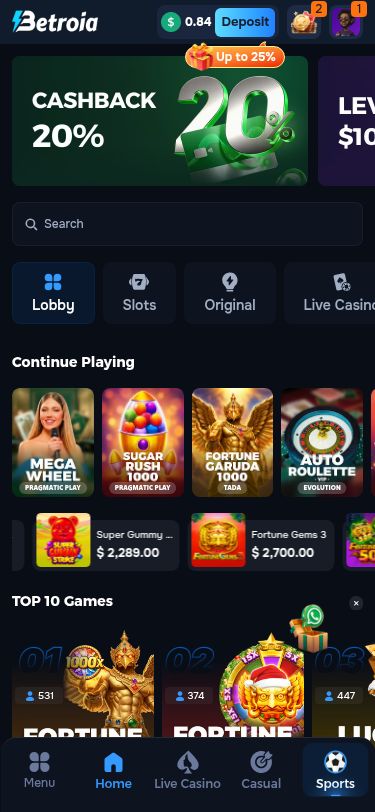 Betroia
$ 0.84 Deposit
2
1
Up to 25%
CASHBACK
20%
20%
LEV
$10
Search
Lobby
Slots
Original
Live Casino
Continue Playing
MEGA
WHEEL
PRAGMATIC PLAY
SUGAR
RUSH
1000
PRAGMATIC PLAY
FORTUNE
GARUDA
1000
TADA
AUTO
ROULETTE
VIP
EVOLUTION
Super Gummy ...
$ 2,289.00
Fortune Gems 3
$ 2,700.00
TOP 10 Games
01
1000x
531
FORTUNE
02
15X
374
FORTUNE
03
447
Menu
Home
Live Casino
Casual
Sports